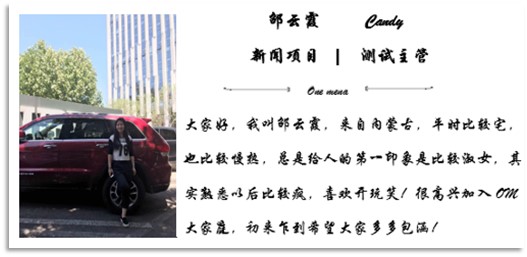 邹云霞 Candy
新闻项目 | 测试主管
One mena
大家好，我叫邹云霞，来自内蒙古，平时比较宅，
也比较慢热，总是给人的第一印象是比较淑女，其
实熟悉以后比较疯，喜欢开玩笑！很高兴加入OM
大家庭，初来乍到希望大家多多包涵！